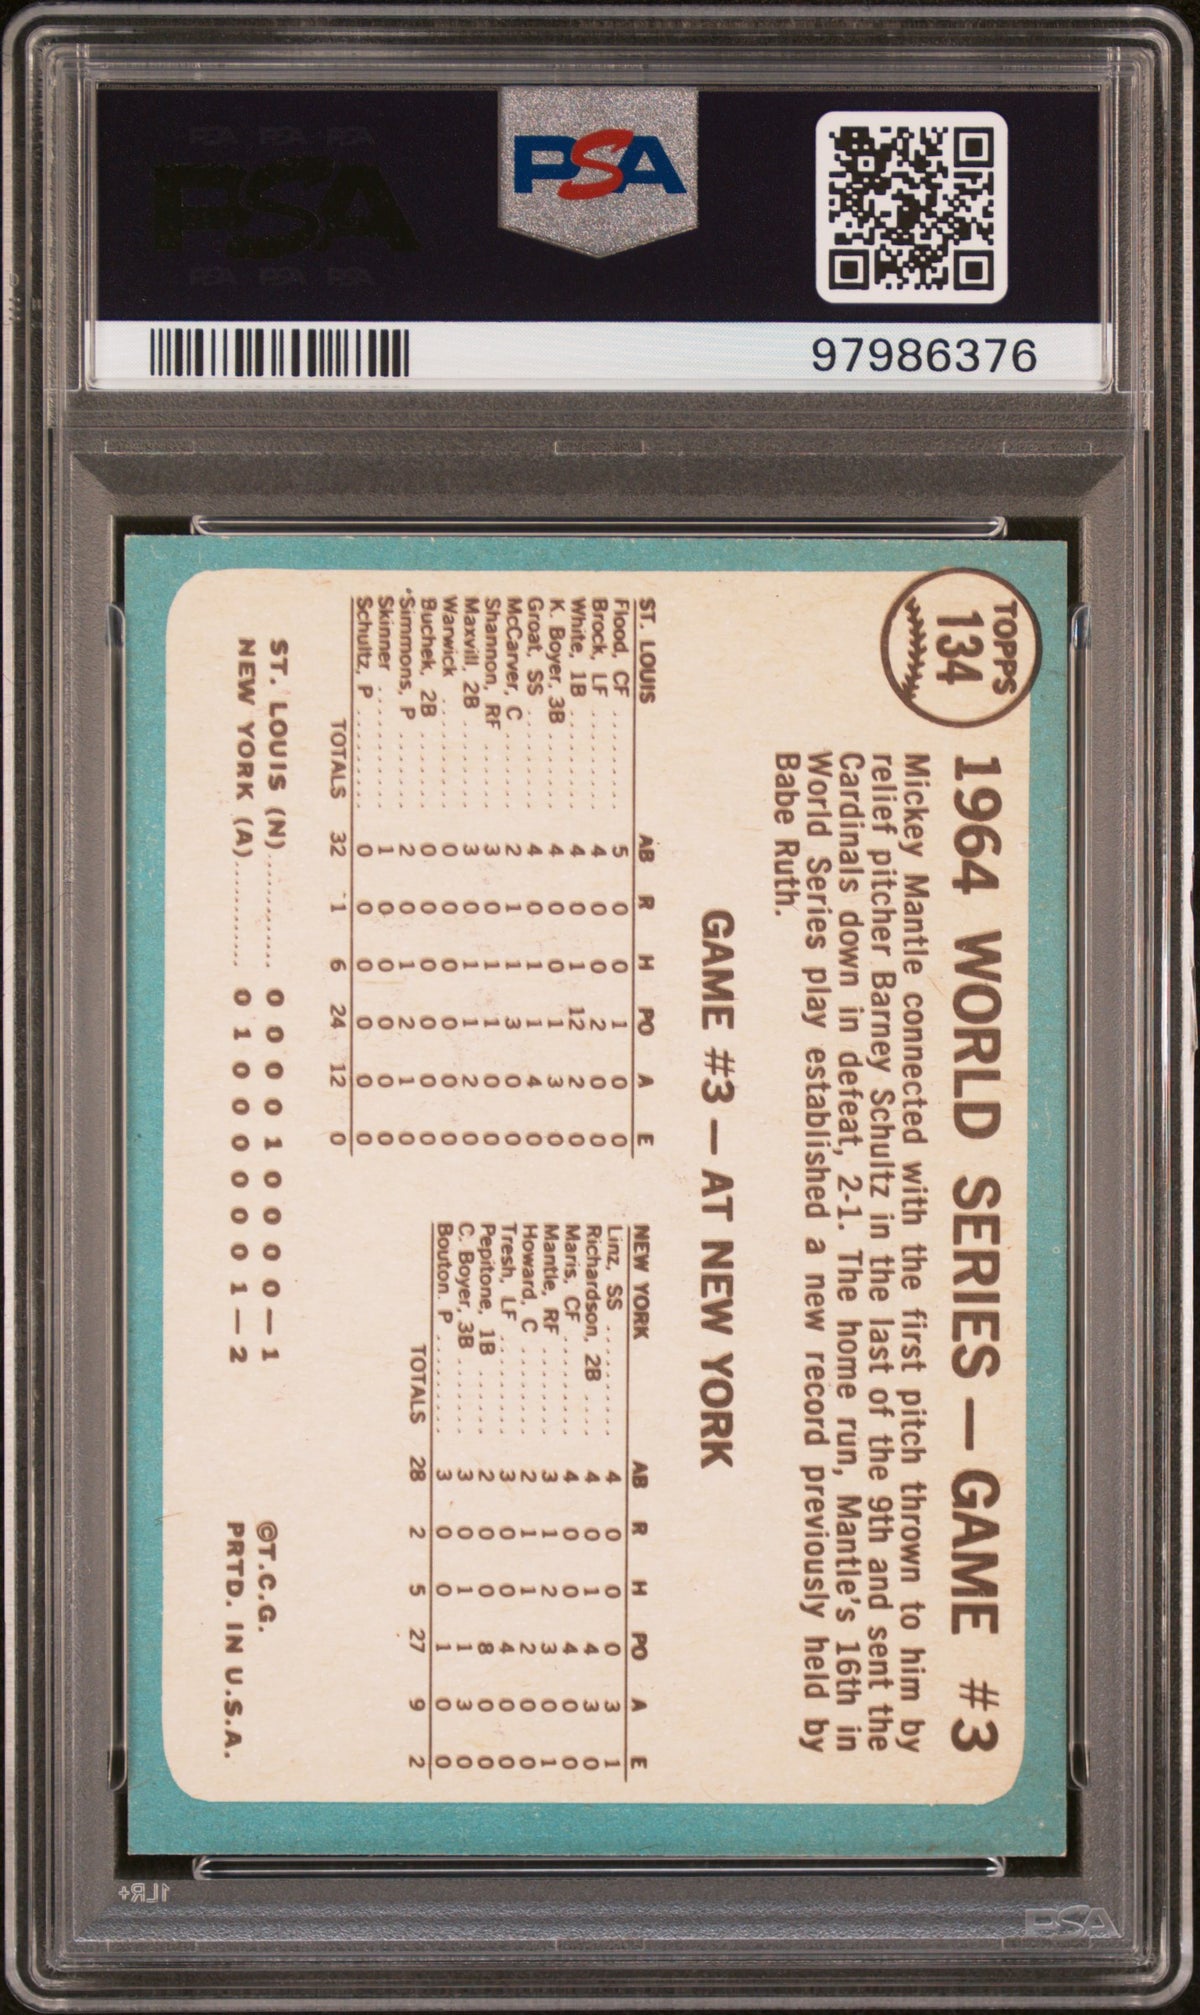 PSA
PSA PSA PSA
PSA
PSA PSA PSA
97986376
TOPPS
134
1964 WORLD SERIES — GAME #3
Mickey Mantle connected with the first pitch thrown to him by
relief pitcher Barney Schultz in the last of the 9th and sent the
Cardinals down in defeat, 2-1. The home run, Mantle's 16th in
World Series play established a new record previously held by
Babe Ruth.
GAME #3 — AT NEW YORK
ST. LOUIS AB R H PO A E
Flood, CF ....... 5 0 0 1 0 0
Brock, LF ....... 4 0 0 2 0 0
White, 1B ....... 4 0 1 12 2 0
K. Boyer, 3B ...... 4 0 0 1 3 0
Groat, SS ....... 4 0 1 1 4 0
McCarver, C ...... 2 1 1 3 0 0
Shannon, RF ...... 3 0 1 1 0 0
Maxvill, 2B ....... 3 0 1 1 2 0
Warwick ........ 0 0 0 0 0 0
Buchek, 2B ....... 0 0 0 0 0 0
*Simmons, P ...... 2 0 1 2 1 0
Skinner ......... 1 0 0 0 0 0
Schultz, P ........ 0 0 0 0 0 0
TOTALS 32 1 6 24 12 0
NEW YORK AB R H PO A E
Linz, SS ........ 4 0 0 0 3 1
Richardson, 2B .... 4 0 1 4 3 0
Maris, CF ....... 4 0 0 4 0 0
Mantle, RF ....... 3 1 2 3 0 1
Howard, C ....... 2 1 1 2 0 0
Tresh, LF ........ 3 0 0 4 0 0
Pepitone, 1B ...... 2 0 0 8 0 0
C. Boyer, 3B ...... 3 0 1 1 3 0
Bouton. P ........ 3 0 0 1 0 0
TOTALS 28 2 5 27 9 2
ST. LOUIS (N)............ 0 0 0 0 1 0 0 0 0 — 1
NEW YORK (A)............ 0 1 0 0 0 0 0 0 1 — 2
©T.C.G.
PRTD. IN U.S.A.
1LR+
PSA